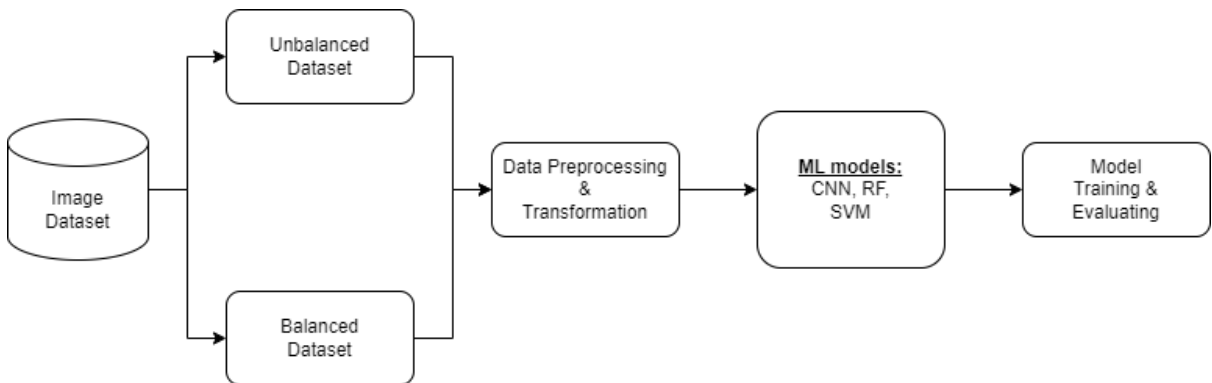 Unbalanced
Dataset
Image
Dataset
Data Preprocessing
&
Transformation
ML models:
CNN, RF,
SVM
Model
Training &
Evaluating
Balanced
Dataset